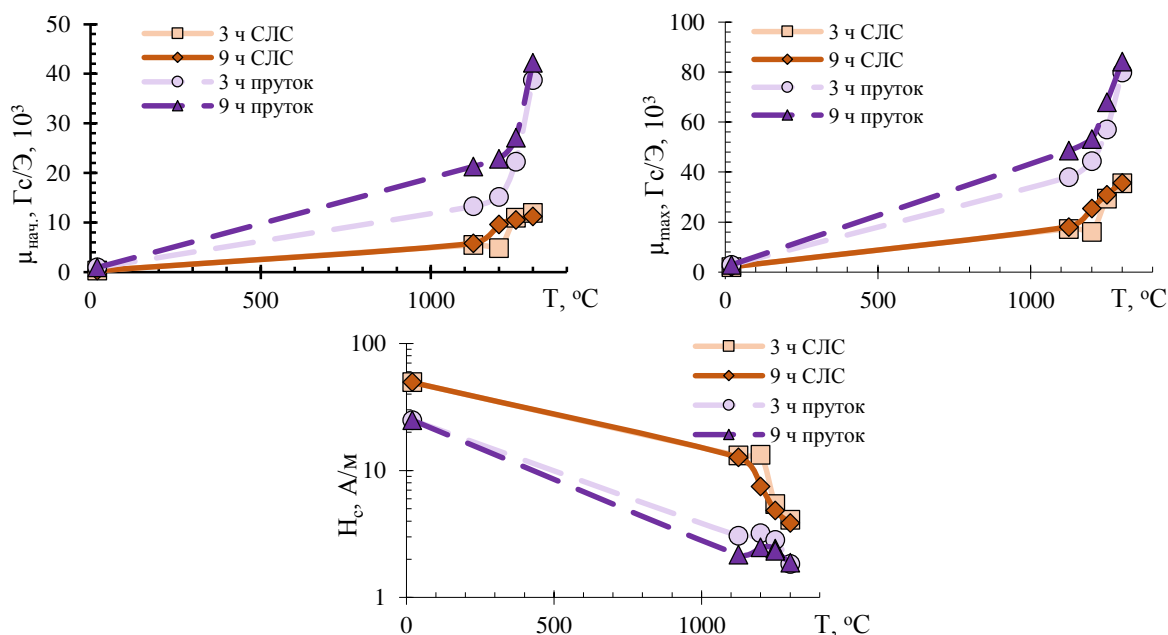 μнач., Гс/Э, 10³
50
40
30
20
10
0
0
500
1000
T, °C
3 ч СЛС
9 ч СЛС
3 ч пруток
9 ч пруток
μmax, Гс/Э, 10³
100
80
60
40
20
0
0
500
1000
T, °C
3 ч СЛС
9 ч СЛС
3 ч пруток
9 ч пруток
Hc, А/м
100
10
1
0
500
1000
T, °C
3 ч СЛС
9 ч СЛС
3 ч пруток
9 ч пруток